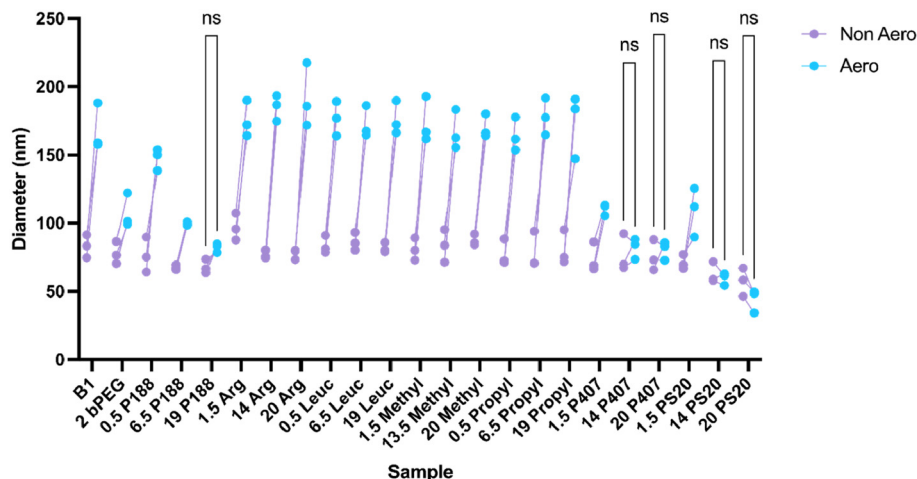 250
200
150
100
50
0
Diameter (nm)
ns
ns
ns
ns
ns
Non Aero
Aero
B1
2 bPEG
0.5 P188
6.5 P188
19 P188
1.5 Arg
14 Arg
20 Arg
0.5 Leuc
6.5 Leuc
19 Leuc
1.5 Methyl
13.5 Methyl
20 Methyl
0.5 Propyl
6.5 Propyl
19 Propyl
1.5 P407
14 P407
20 P407
1.5 PS20
14 PS20
20 PS20
Sample